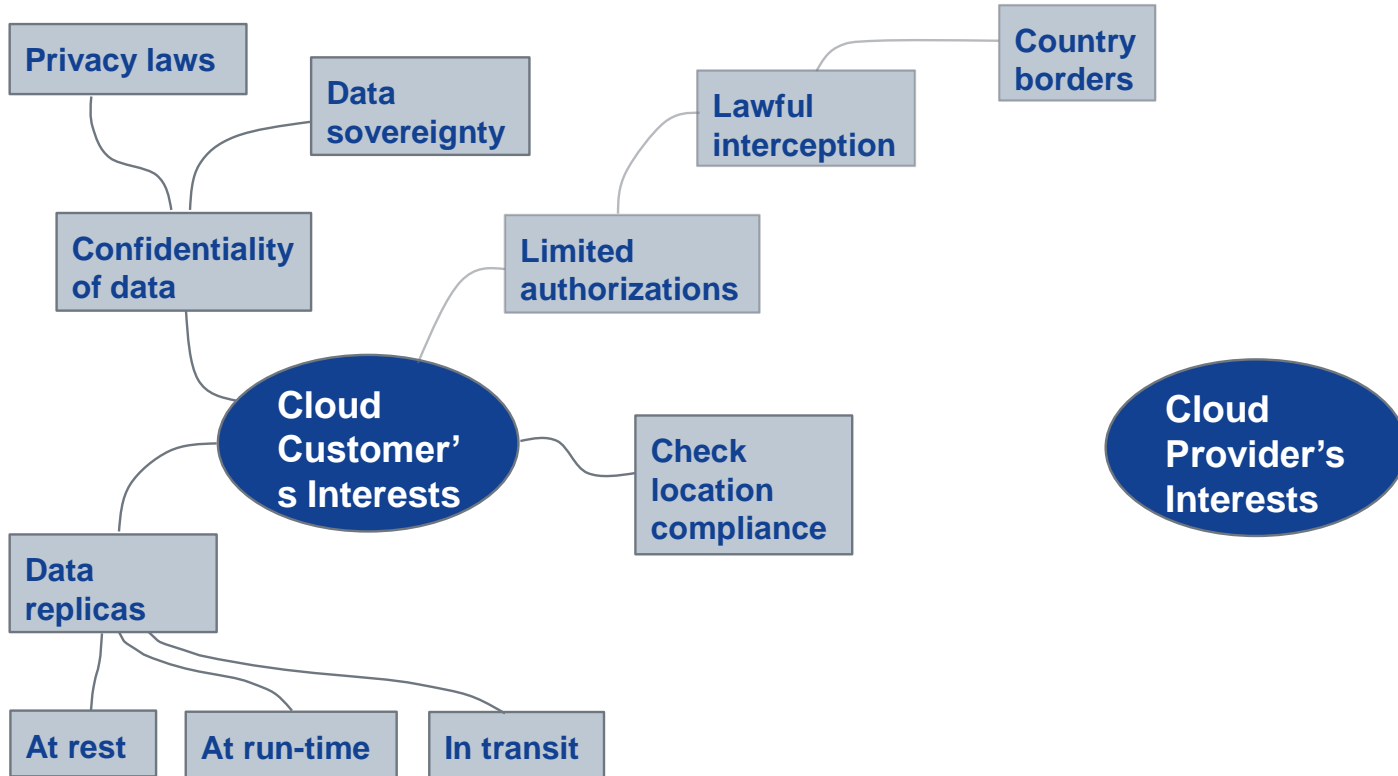 Privacy laws
Data
sovereignty
Lawful
interception
Country
borders
Confidentiality
of data
Limited
authorizations
Cloud
Customer’
s Interests
Check
location
compliance
Cloud
Provider’s
Interests
Data
replicas
At rest
At run-time
In transit